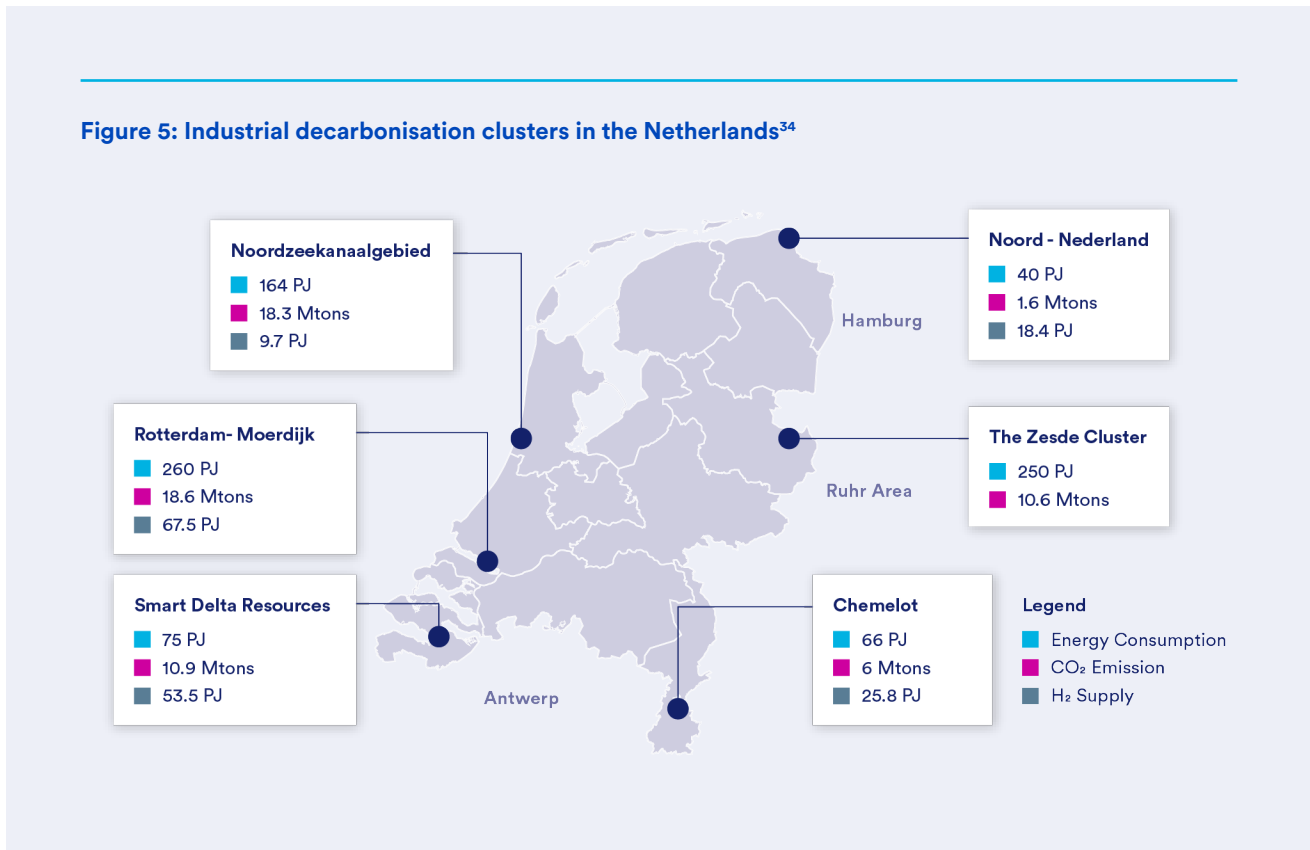 Figure 5: Industrial decarbonisation clusters in the Netherlands³⁴
Noordzeekanaalgebied
164 PJ
18.3 Mtons
9.7 PJ
Noord - Nederland
40 PJ
1.6 Mtons
18.4 PJ
Hamburg
Rotterdam- Moerdijk
260 PJ
18.6 Mtons
67.5 PJ
The Zesde Cluster
250 PJ
10.6 Mtons
Ruhr Area
Smart Delta Resources
75 PJ
10.9 Mtons
53.5 PJ
Antwerp
Chemelot
66 PJ
6 Mtons
25.8 PJ
Legend
Energy Consumption
CO₂ Emission
H₂ Supply